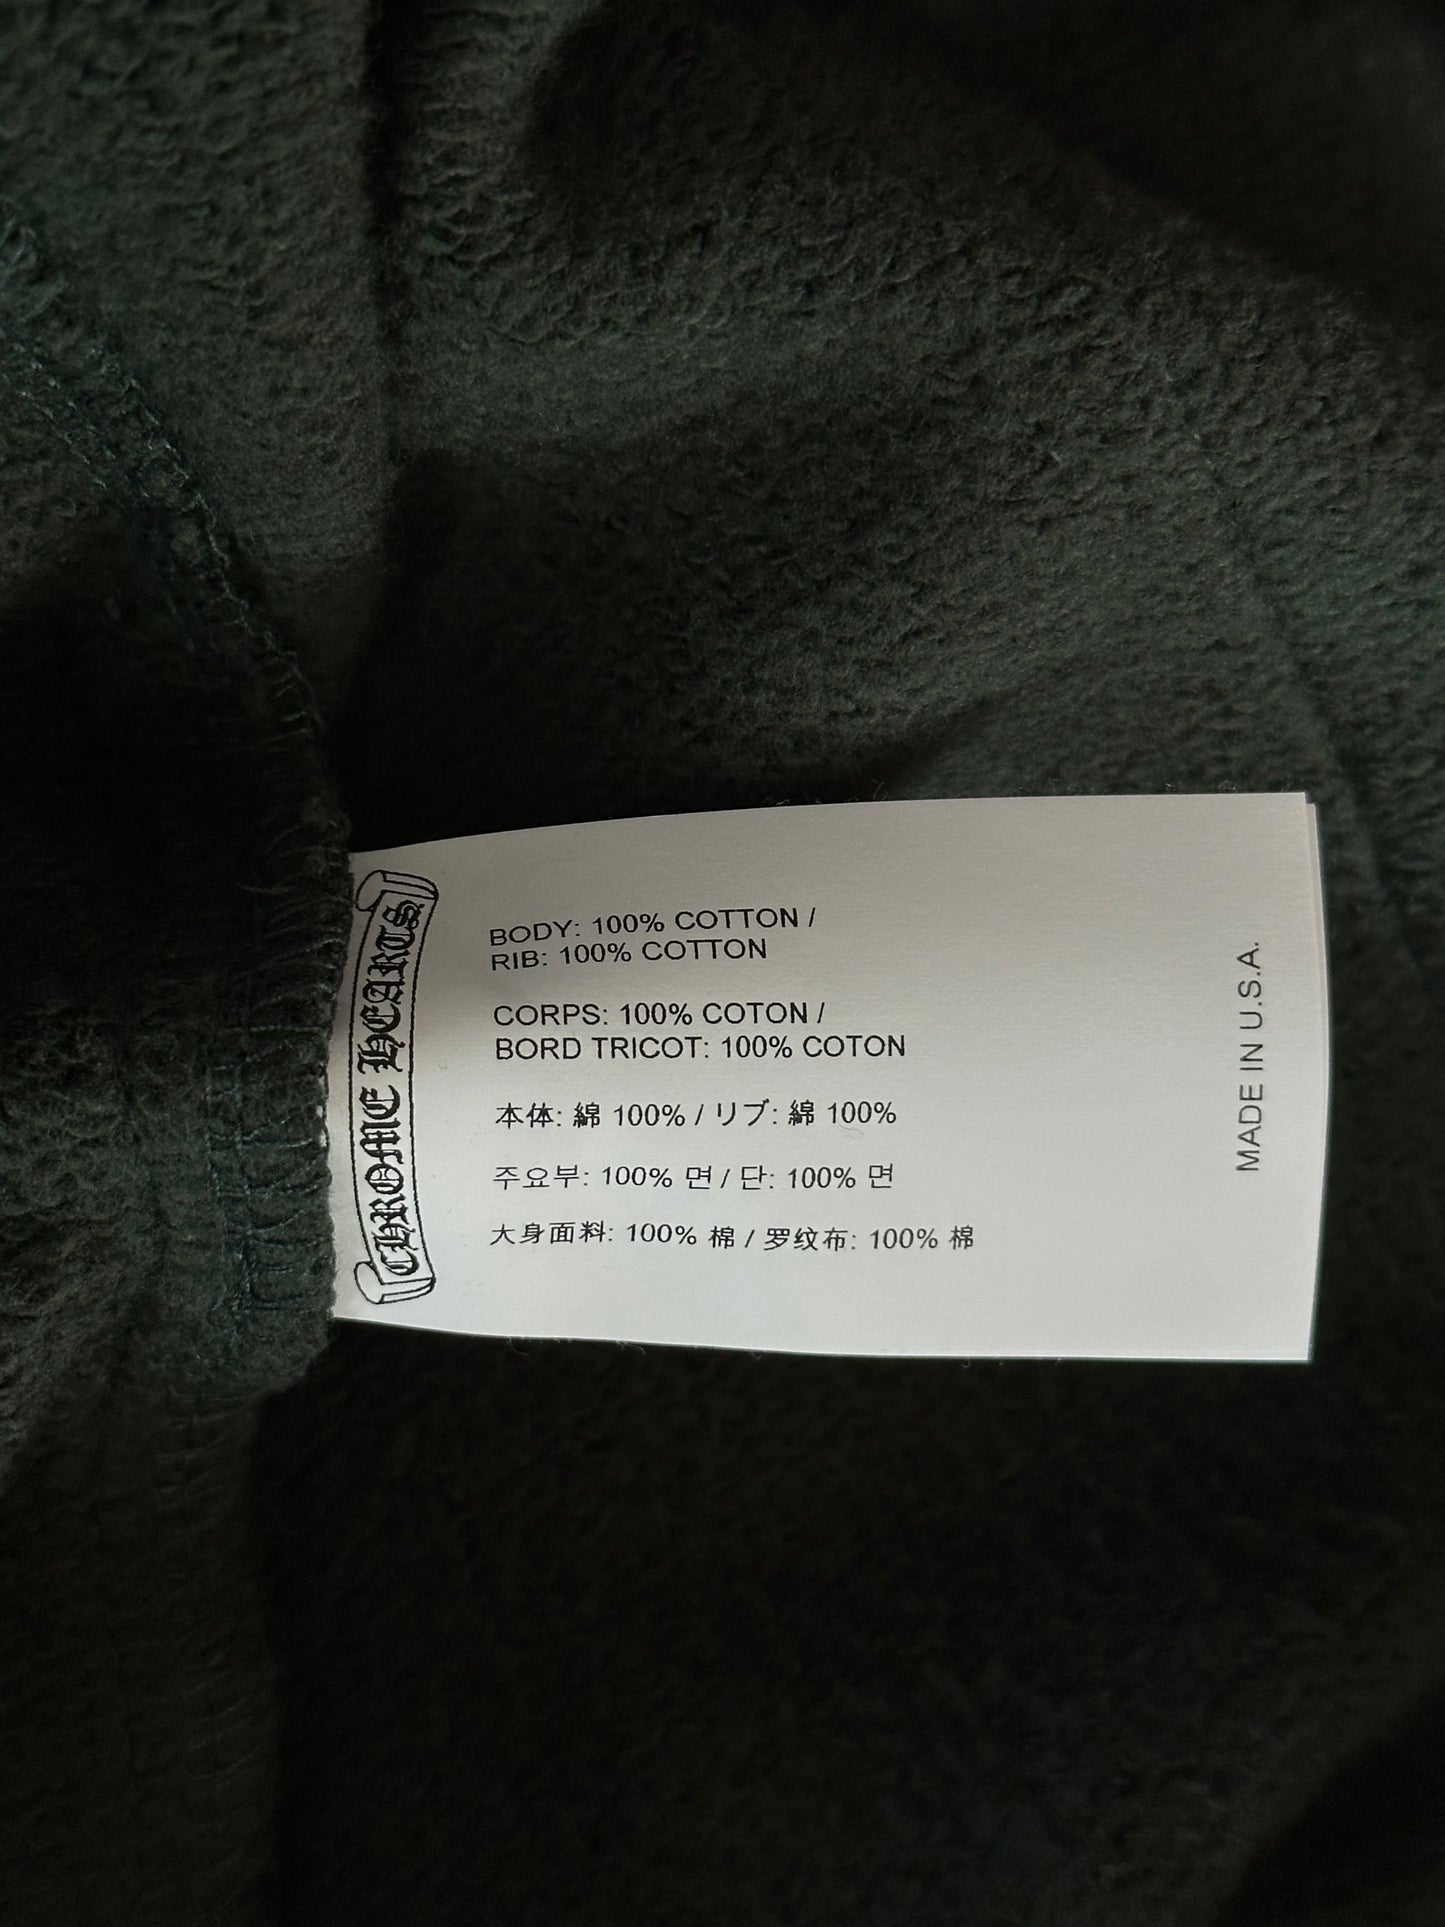 CHROME HEARTS
BODY: 100% COTTON /
RIB: 100% COTTON
CORPS: 100% COTON /
BORD TRICOT: 100% COTON
本体: 綿 100% / リブ: 綿 100%
주요부: 100% 면 / 단: 100% 면
大身面料: 100% 棉 / 罗纹布: 100% 棉
MADE IN U.S.A.